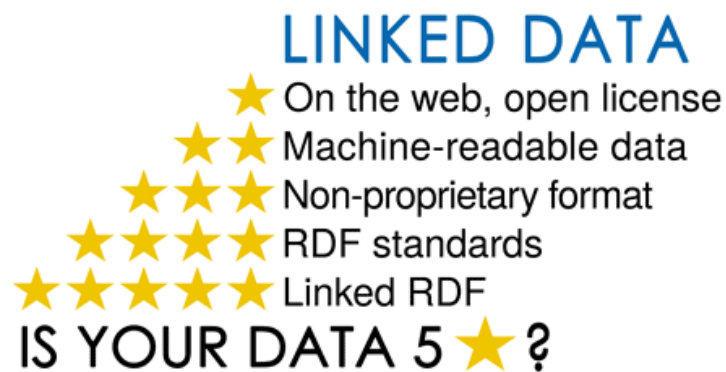 LINKED DATA
★ On the web, open license
★ ★ Machine-readable data
★ ★ ★ Non-proprietary format
★ ★ ★ ★ RDF standards
★ ★ ★ ★ ★ Linked RDF
IS YOUR DATA 5 ★ ?